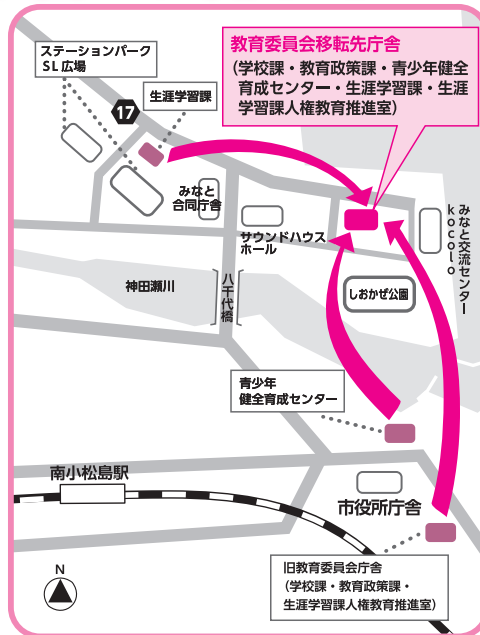 ステーションパーク
SL広場
生涯学習課
17
教育委員会移転先庁舎
(学校課・教育政策課・青少年健全
育成センター・生涯学習課・生涯
学習課人権教育推進室)
みなと
合同庁舎
サウンドハウス
ホール
みなと交流センター
kocolo
神田瀬川
八千代橋
しおかぜ公園
青少年
健全育成センター
南小松島駅
市役所庁舎
旧教育委員会庁舎
(学校課・教育政策課・
生涯学習課人権教育推進室)
N